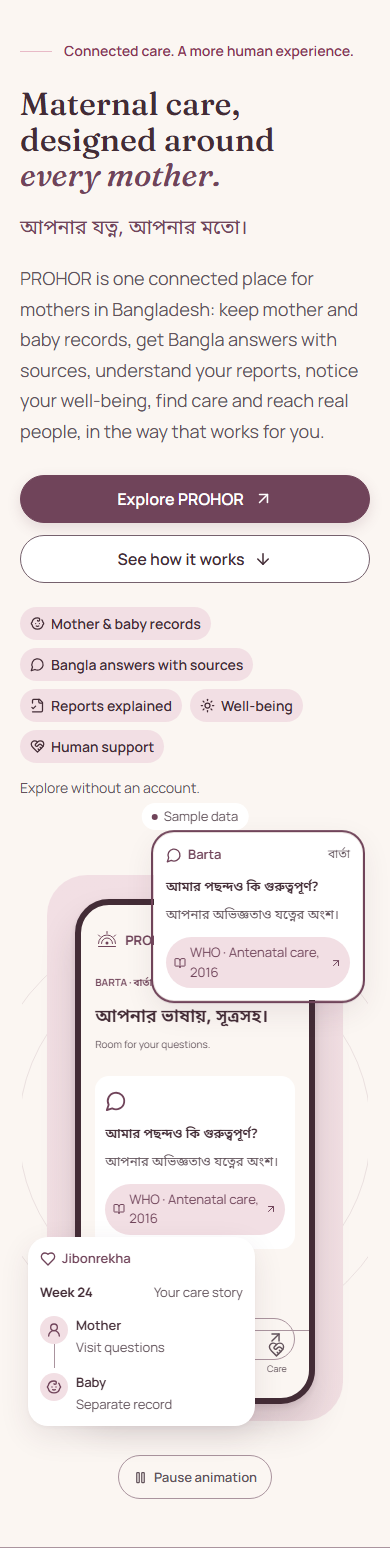 Connected care. A more human experience.
Maternal care,
designed around
every mother.
আপনার যত্ন, আপনার মতো।
PROHOR is one connected place for
mothers in Bangladesh: keep mother and
baby records, get Bangla answers with
sources, understand your reports, notice
your well-being, find care and reach real
people, in the way that works for you.
Explore PROHOR
See how it works
Mother & baby records
Bangla answers with sources
Reports explained
Well-being
Human support
Explore without an account.
Sample data
Barta
বার্তা
আমার পছন্দও কি গুরুত্বপূর্ণ?
আপনার অভিজ্ঞতাও যত্নের অংশ।
WHO · Antenatal care,
2016
BARTA · বার্তা
আপনার ভাষায়, সূত্রসহ।
Room for your questions.
আমার পছন্দও কি গুরুত্বপূর্ণ?
আপনার অভিজ্ঞতাও যত্নের অংশ।
WHO · Antenatal care,
2016
Jibonrekha
Week 24
Your care story
Mother
Visit questions
Baby
Separate record
Care
Pause animation